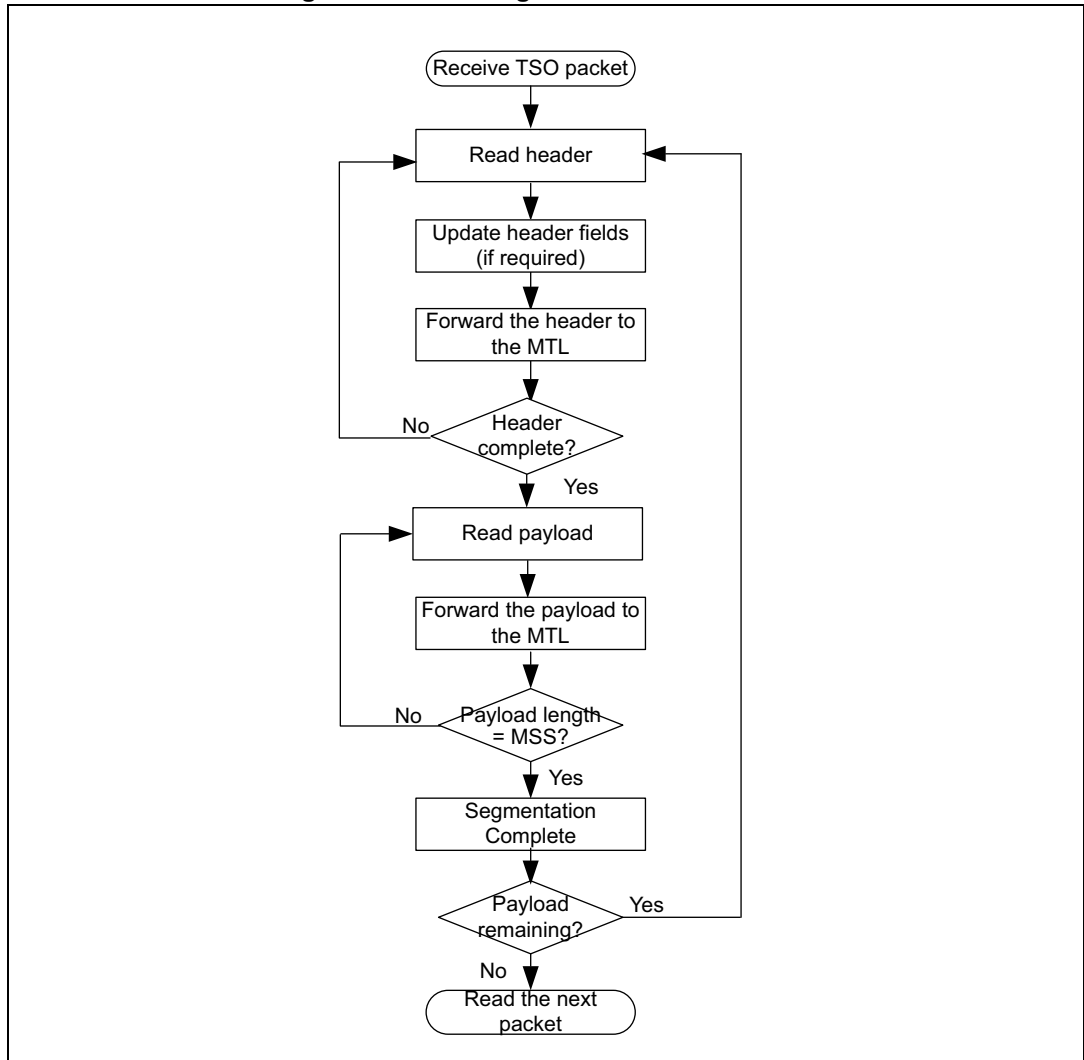 Receive TSO packet
Read header
Update header fields
(if required)
Forward the header to
the MTL
Header
complete?
No
Yes
Read payload
Forward the payload to
the MTL
Payload length
= MSS?
No
Yes
Segmentation
Complete
Payload
remaining?
Yes
No
Read the next
packet